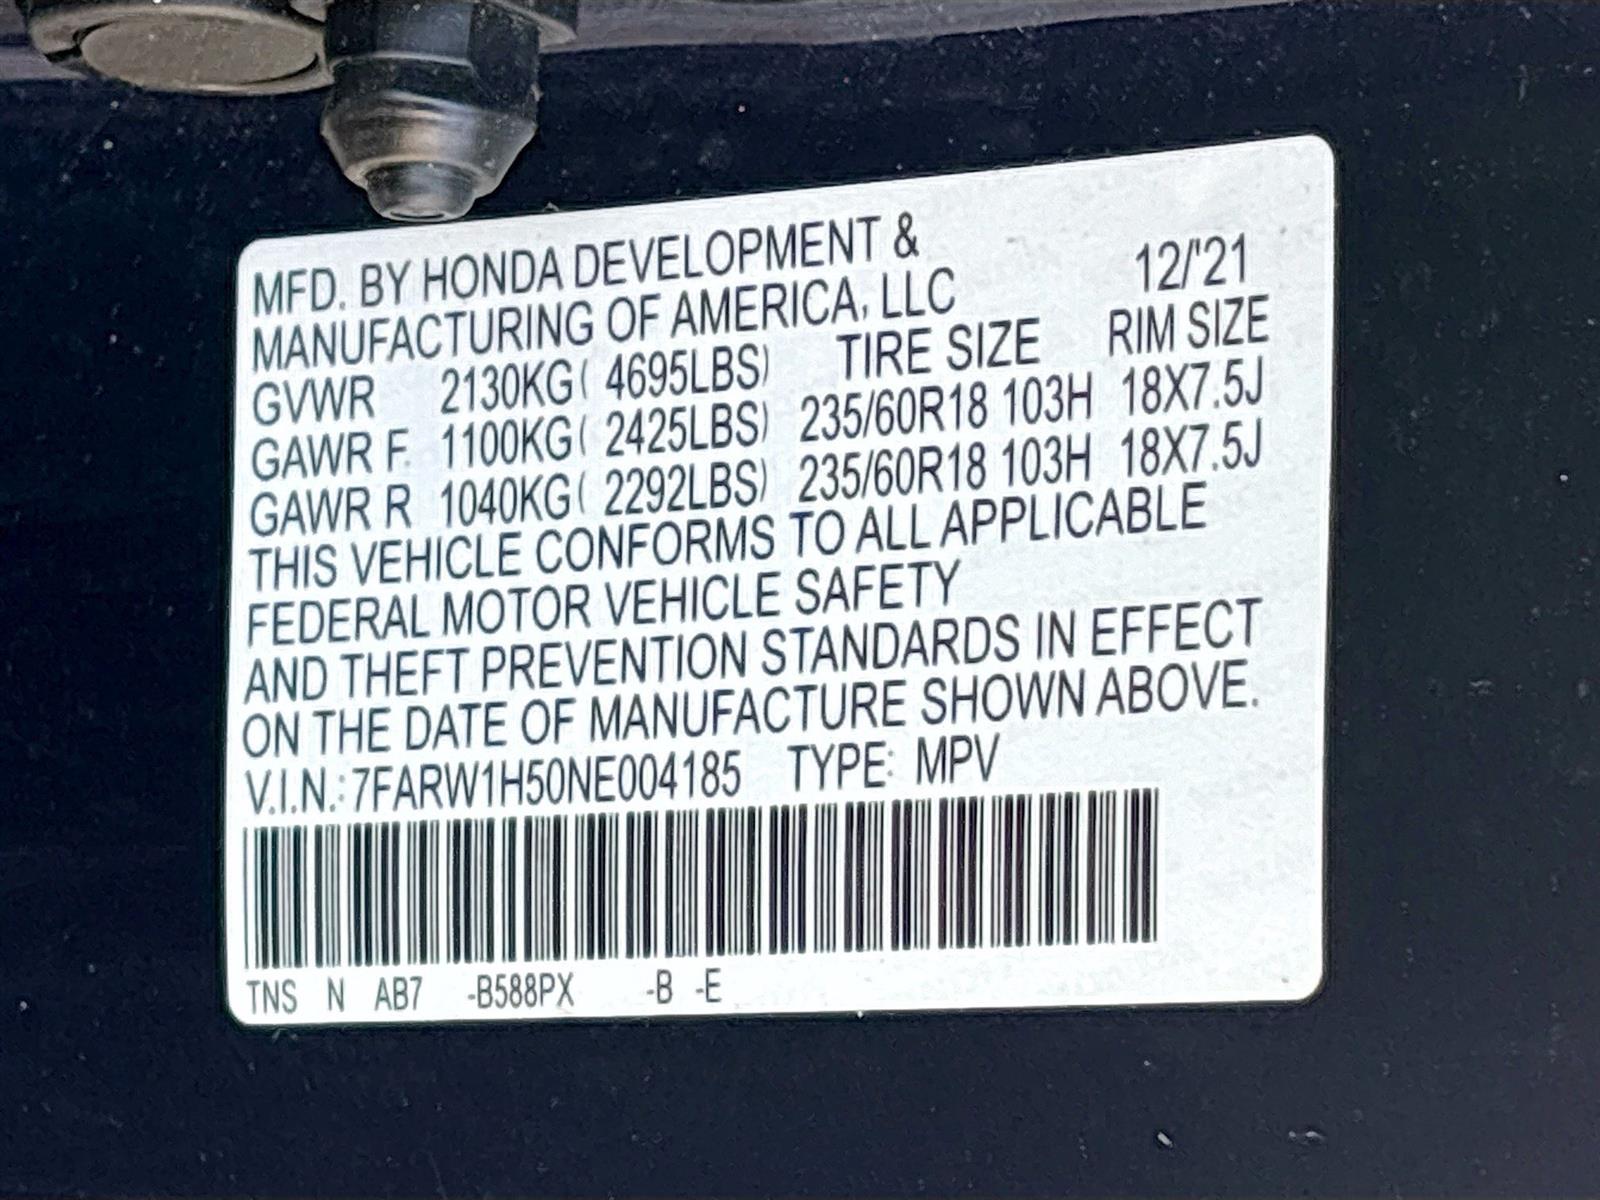 MFD. BY HONDA DEVELOPMENT &
MANUFACTURING OF AMERICA, LLC 12/'21
GVWR 2130KG( 4695LBS) TIRE SIZE RIM SIZE
GAWR F. 1100KG( 2425LBS) 235/60R18 103H 18X7.5J
GAWR R 1040KG( 2292LBS) 235/60R18 103H 18X7.5J
THIS VEHICLE CONFORMS TO ALL APPLICABLE
FEDERAL MOTOR VEHICLE SAFETY
AND THEFT PREVENTION STANDARDS IN EFFECT
ON THE DATE OF MANUFACTURE SHOWN ABOVE.
V.I.N.: 7FARW1H50NE004185 TYPE: MPV
TNS N AB7 -B588PX -B -E